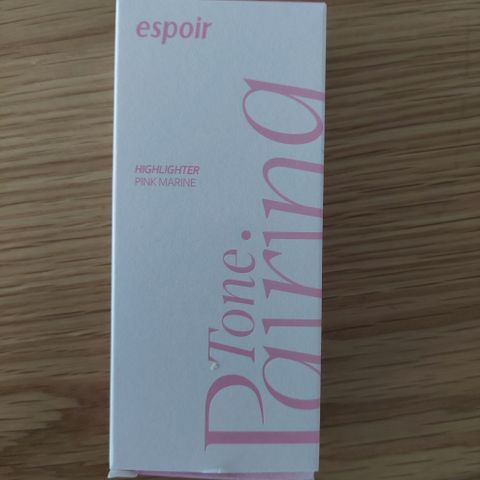 espoir
HIGHLIGHTER
PINK MARINE
Tone.
Pairing